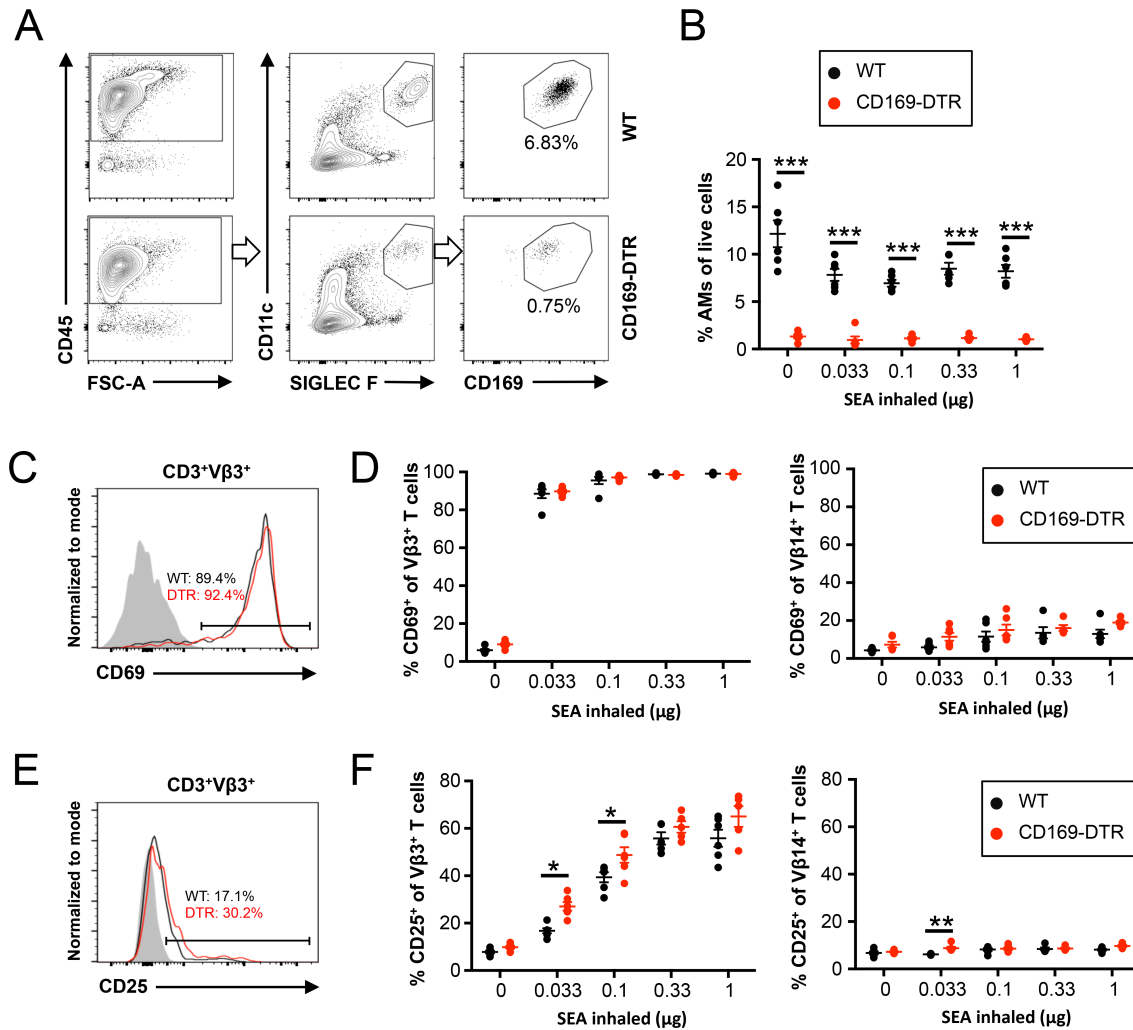 A
CD45
FSC-A
CD11c
SIGLEC F
6.83%
WT
0.75%
CD169-DTR
CD169
B
WT
CD169-DTR
% AMs of live cells
20
15
10
5
0
***
***
***
***
***
0
0.033
0.1
0.33
1
SEA inhaled (µg)
C
CD3⁺Vβ3⁺
Normalized to mode
WT: 89.4%
DTR: 92.4%
CD69
D
% CD69⁺ of Vβ3⁺ T cells
100
80
60
40
20
0
0
0.033
0.1
0.33
1
SEA inhaled (µg)
% CD69⁺ of Vβ14⁺ T cells
100
80
60
40
20
0
WT
CD169-DTR
0
0.033
0.1
0.33
1
SEA inhaled (µg)
E
CD3⁺Vβ3⁺
Normalized to mode
WT: 17.1%
DTR: 30.2%
CD25
F
% CD25⁺ of Vβ3⁺ T cells
80
60
40
20
0
*
*
0
0.033
0.1
0.33
1
SEA inhaled (µg)
% CD25⁺ of Vβ14⁺ T cells
80
60
40
20
0
**
WT
CD169-DTR
0
0.033
0.1
0.33
1
SEA inhaled (µg)